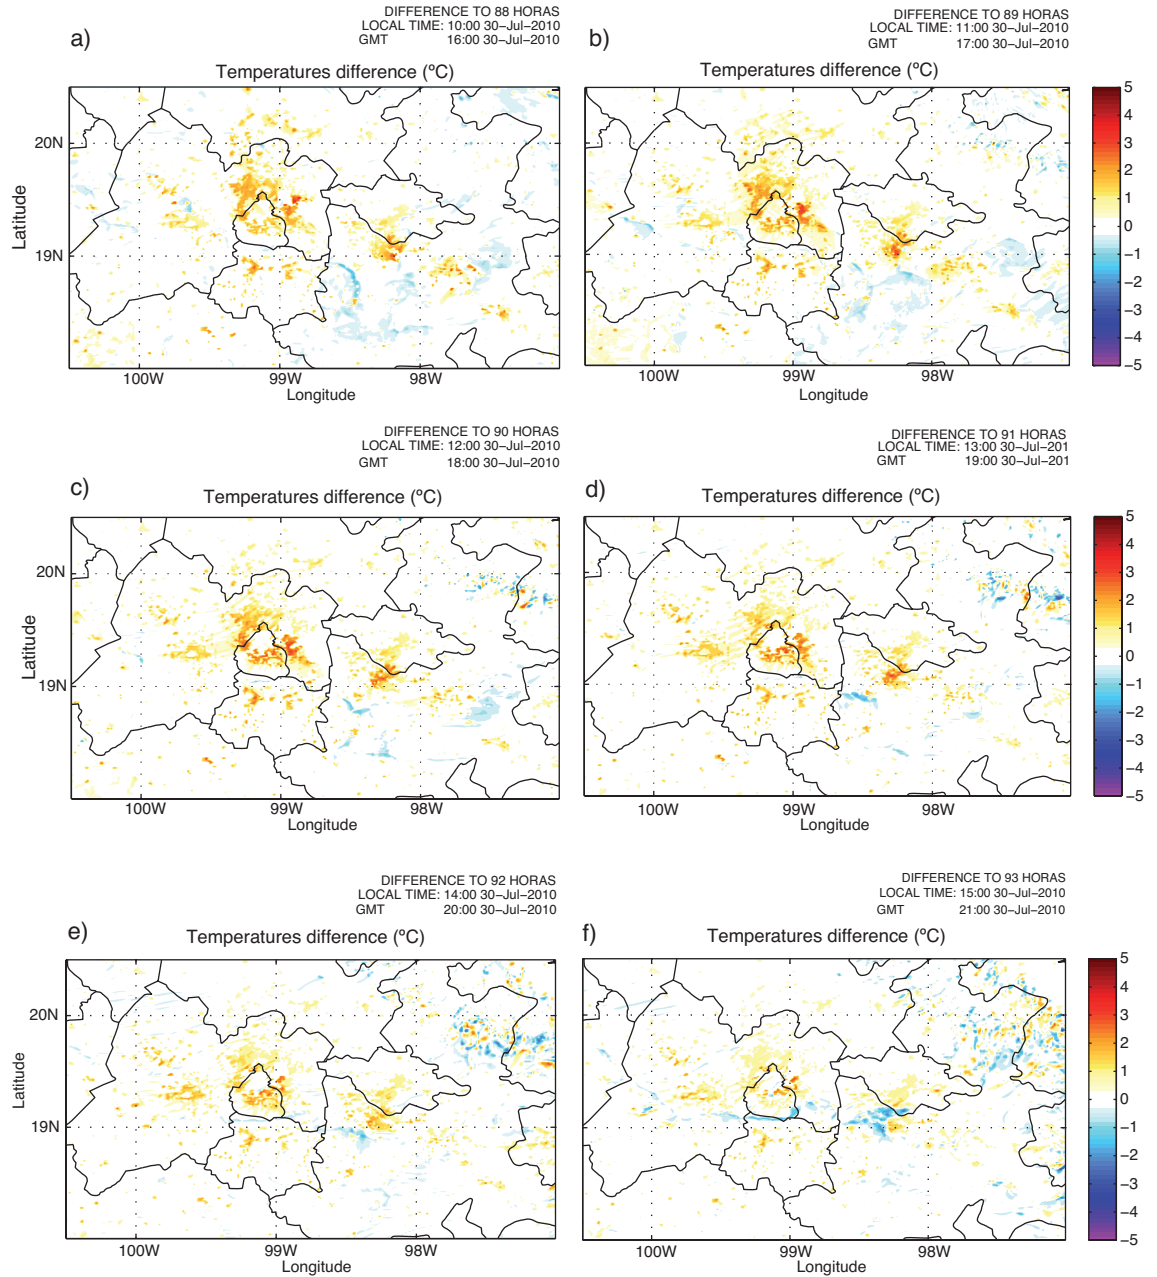 DIFFERENCE TO 88 HORAS
LOCAL TIME: 10:00 30-Jul-2010
GMT 16:00 30-Jul-2010
a)
Temperatures difference (ºC)
20N
19N
Latitude
100W 99W 98W
Longitude
DIFFERENCE TO 89 HORAS
LOCAL TIME: 11:00 30-Jul-2010
GMT 17:00 30-Jul-2010
b)
Temperatures difference (ºC)
100W 99W 98W
Longitude
5
4
3
2
1
0
-1
-2
-3
-4
-5
DIFFERENCE TO 90 HORAS
LOCAL TIME: 12:00 30-Jul-2010
GMT 18:00 30-Jul-2010
c)
Temperatures difference (ºC)
20N
19N
Latitude
100W 99W 98W
Longitude
DIFFERENCE TO 91 HORAS
LOCAL TIME: 13:00 30-Jul-201
GMT 19:00 30-Jul-201
d)
Temperatures difference (ºC)
100W 99W 98W
Longitude
5
4
3
2
1
0
-1
-2
-3
-4
-5
DIFFERENCE TO 92 HORAS
LOCAL TIME: 14:00 30-Jul-2010
GMT 20:00 30-Jul-2010
e)
Temperatures difference (ºC)
20N
19N
Latitude
100W 99W 98W
Longitude
DIFFERENCE TO 93 HORAS
LOCAL TIME: 15:00 30-Jul-2010
GMT 21:00 30-Jul-2010
f)
Temperatures difference (ºC)
100W 99W 98W
Longitude
5
4
3
2
1
0
-1
-2
-3
-4
-5